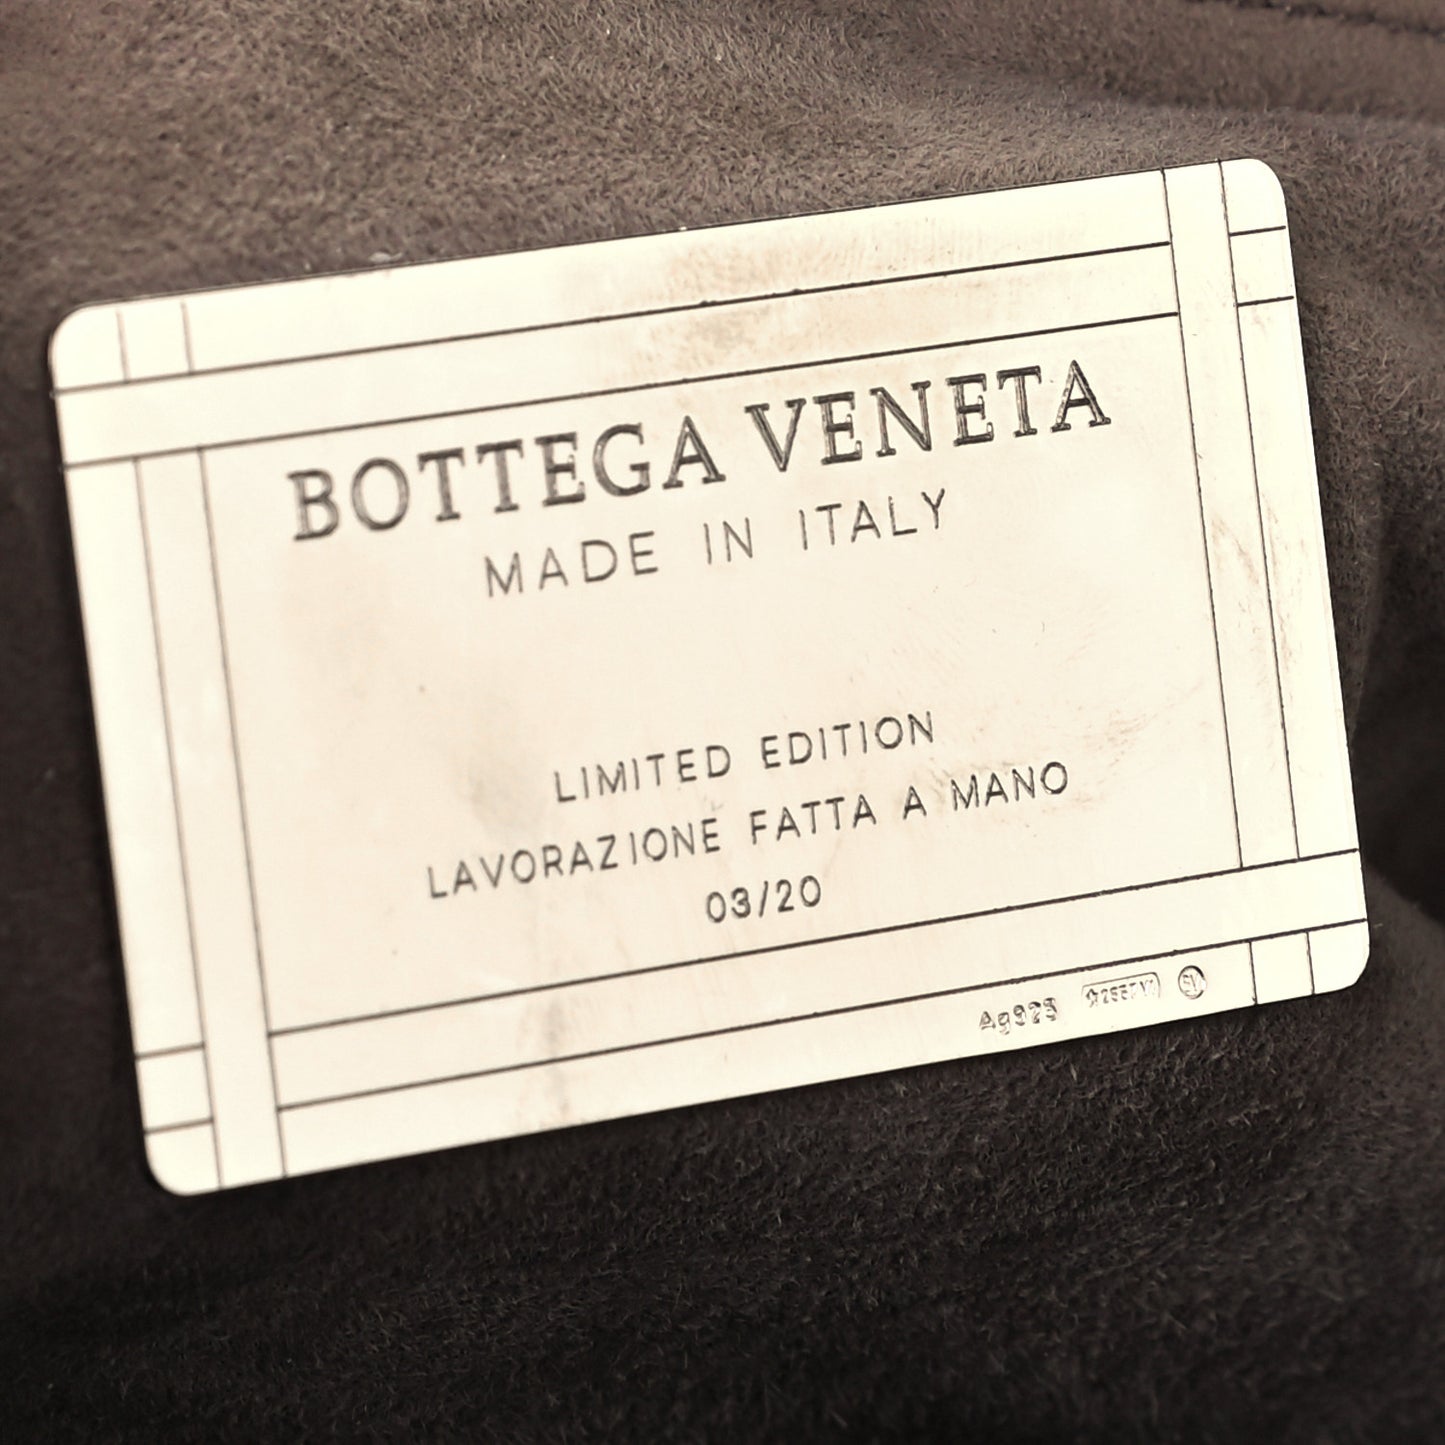 BOTTEGA VENETA
MADE IN ITALY
LIMITED EDITION
LAVORAZIONE FATTA A MANO
03/20
Ag925